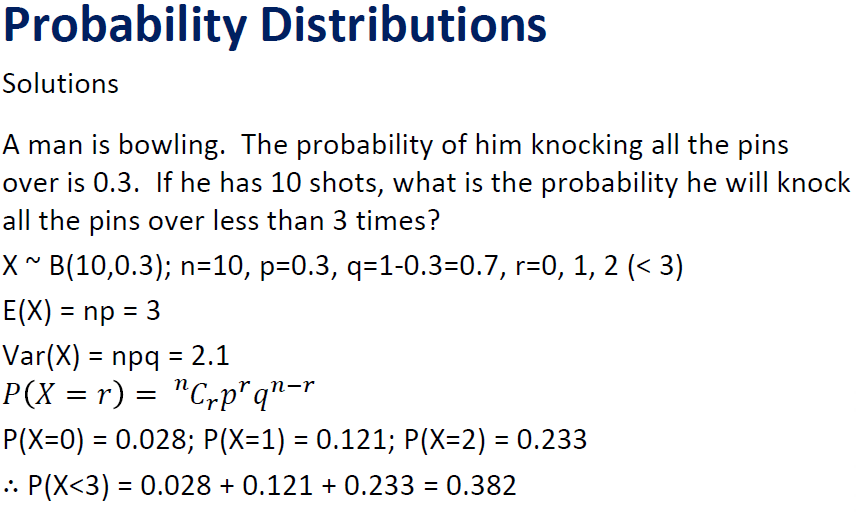 Probability Distributions
Solutions
A man is bowling.  The probability of him knocking all the pins
over is 0.3.  If he has 10 shots, what is the probability he will knock
all the pins over less than 3 times?
X ~ B(10,0.3); n=10, p=0.3, q=1-0.3=0.7, r=0, 1, 2 (< 3)
E(X) = np = 3
Var(X) = npq = 2.1
𝑃(𝑋 = 𝑟) = ⁿ𝐶ᵣ𝑝ʳ𝑞ⁿ⁻ʳ
P(X=0) = 0.028; P(X=1) = 0.121; P(X=2) = 0.233
∴ P(X<3) = 0.028 + 0.121 + 0.233 = 0.382